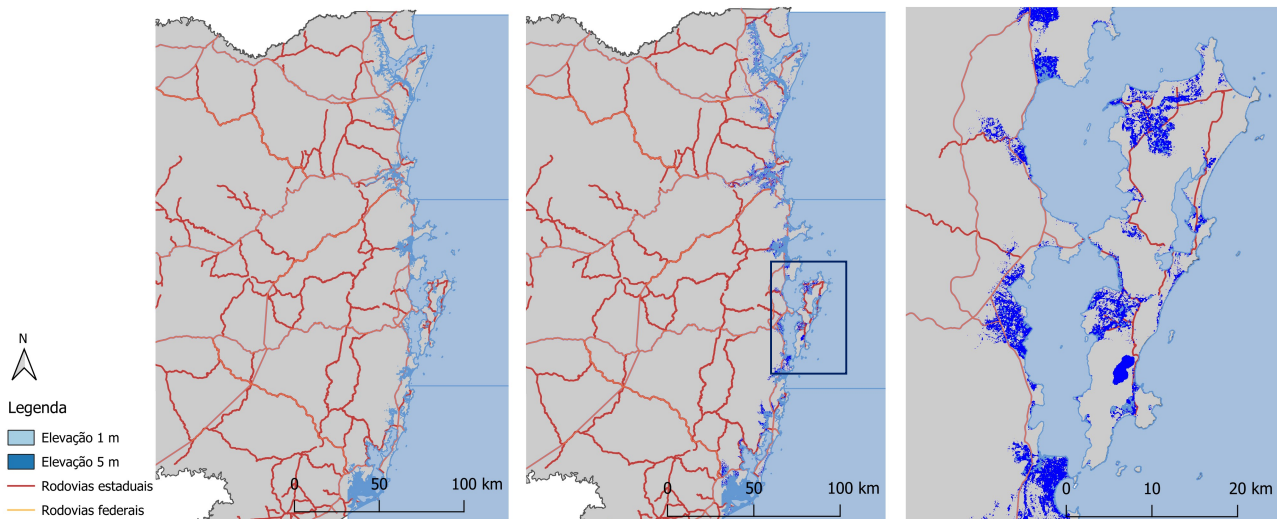 N
Legenda
Elevação 1 m
Elevação 5 m
Rodovias estaduais
Rodovias federais
0 50 100 km
0 50 100 km
0 10 20 km